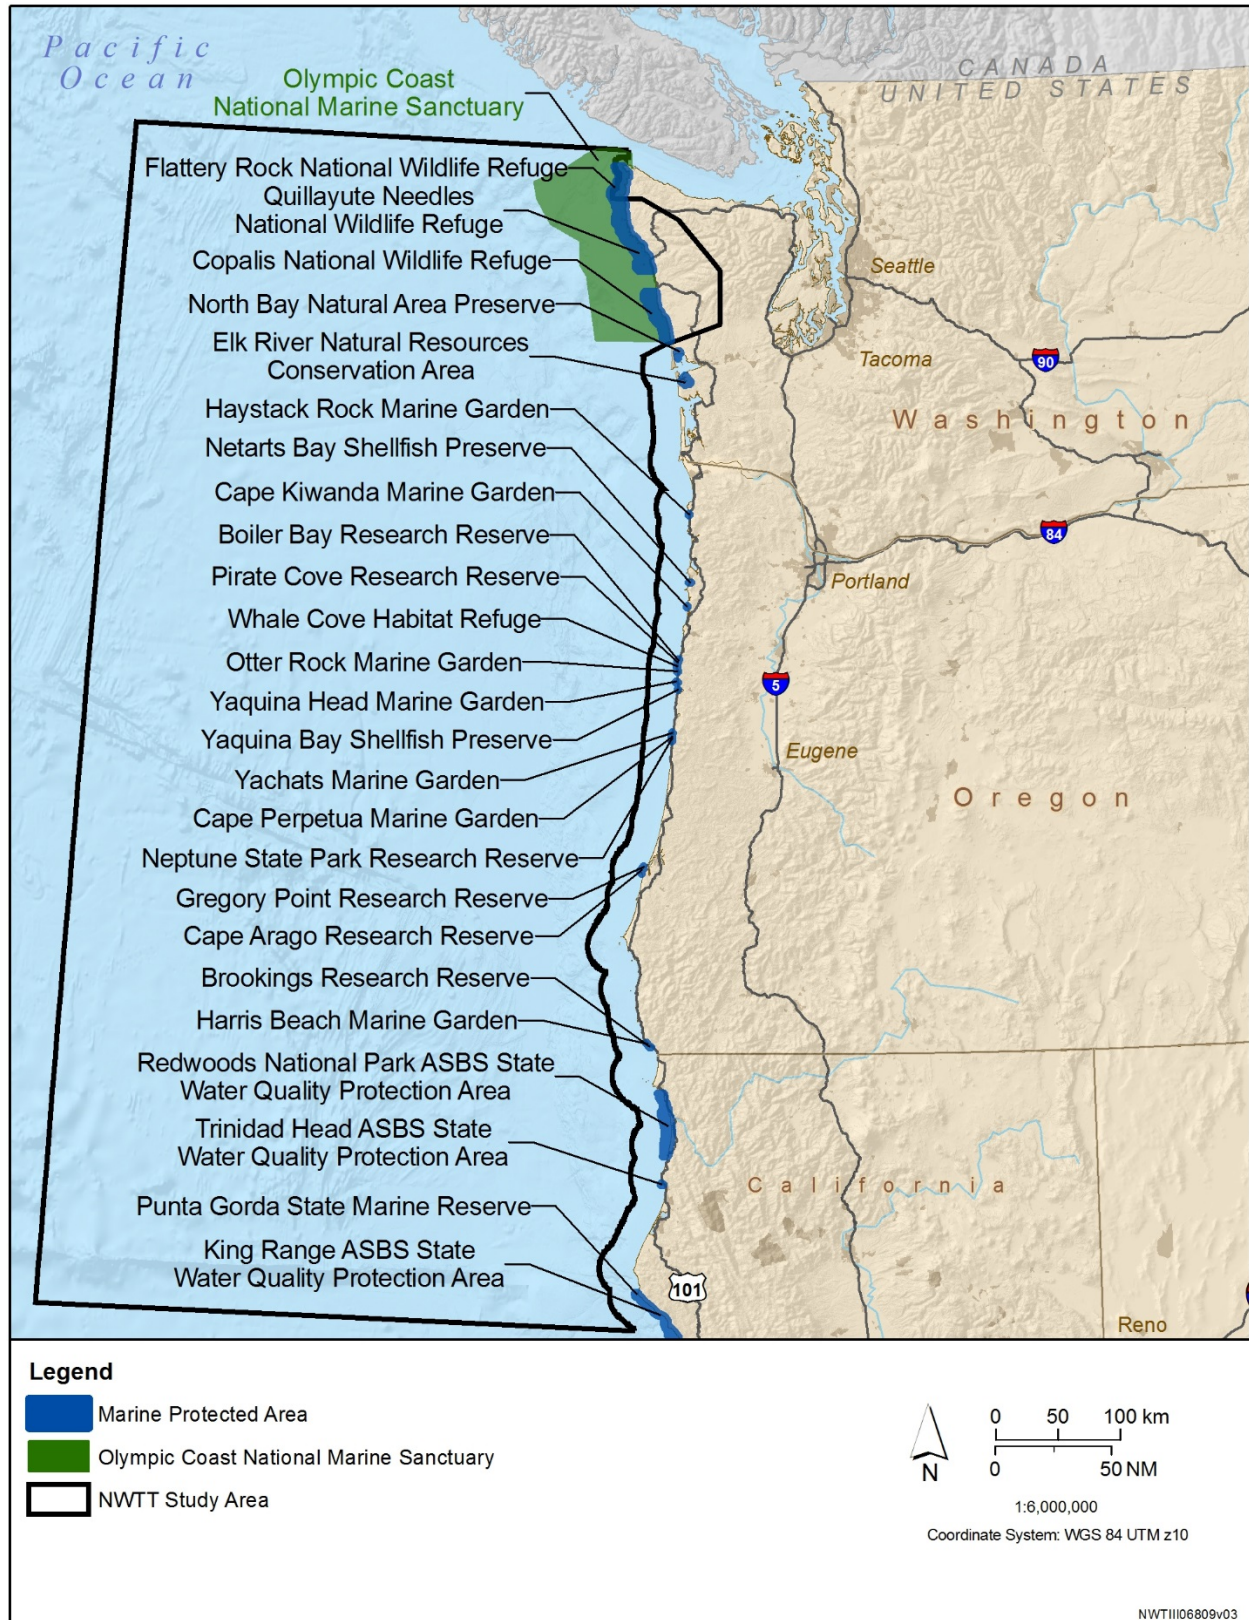 Pacific
Ocean
Olympic Coast
National Marine Sanctuary
CANADA
UNITED STATES
Flattery Rock National Wildlife Refuge
Quillayute Needles
National Wildlife Refuge
Copalis National Wildlife Refuge
North Bay Natural Area Preserve
Elk River Natural Resources
Conservation Area
Haystack Rock Marine Garden
Netarts Bay Shellfish Preserve
Cape Kiwanda Marine Garden
Boiler Bay Research Reserve
Pirate Cove Research Reserve
Whale Cove Habitat Refuge
Otter Rock Marine Garden
Yaquina Head Marine Garden
Yaquina Bay Shellfish Preserve
Yachats Marine Garden
Cape Perpetua Marine Garden
Neptune State Park Research Reserve
Gregory Point Research Reserve
Cape Arago Research Reserve
Brookings Research Reserve
Harris Beach Marine Garden
Redwoods National Park ASBS State
Water Quality Protection Area
Trinidad Head ASBS State
Water Quality Protection Area
Punta Gorda State Marine Reserve
King Range ASBS State
Water Quality Protection Area
Seattle
Tacoma
90
Washington
84
Portland
5
Eugene
Oregon
California
101
Reno
Legend
Marine Protected Area
Olympic Coast National Marine Sanctuary
NWTT Study Area
N
0 50 100 km
0 50 NM
1:6,000,000
Coordinate System: WGS 84 UTM z10
NWTIII06809v03